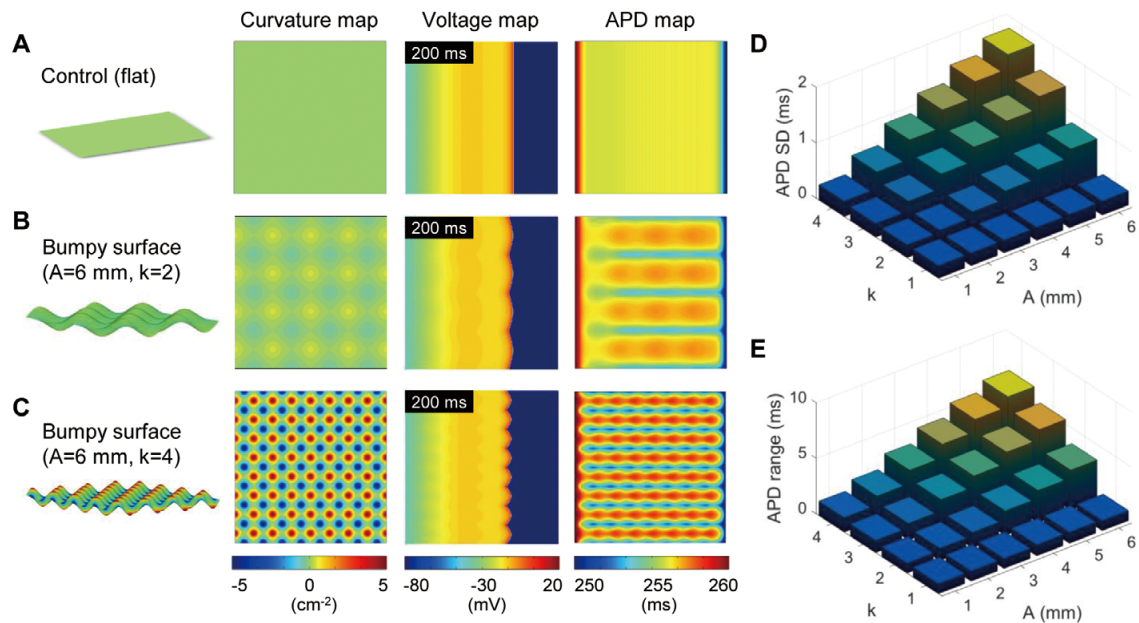 Curvature map
Voltage map
APD map
A
Control (flat)
200 ms
B
Bumpy surface
(A=6 mm, k=2)
200 ms
C
Bumpy surface
(A=6 mm, k=4)
200 ms
-5 0 5
(cm-2)
-80 -30 20
(mV)
250 255 260
(ms)
D
2
1
0
APD SD (ms)
4
3
2
1
k
1
2
3
4
5
6
A (mm)
E
10
5
0
APD range (ms)
4
3
2
1
k
1
2
3
4
5
6
A (mm)